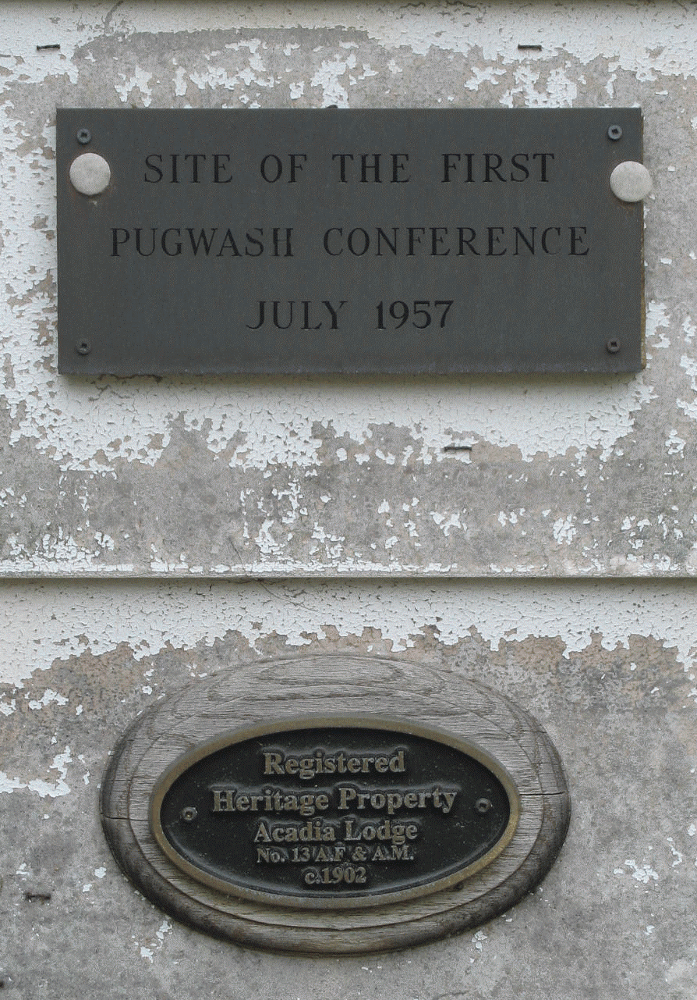 SITE OF THE FIRST
PUGWASH CONFERENCE
JULY 1957
Registered
Heritage Property
Acadia Lodge
No. 13 A.F & A.M.
c.1902